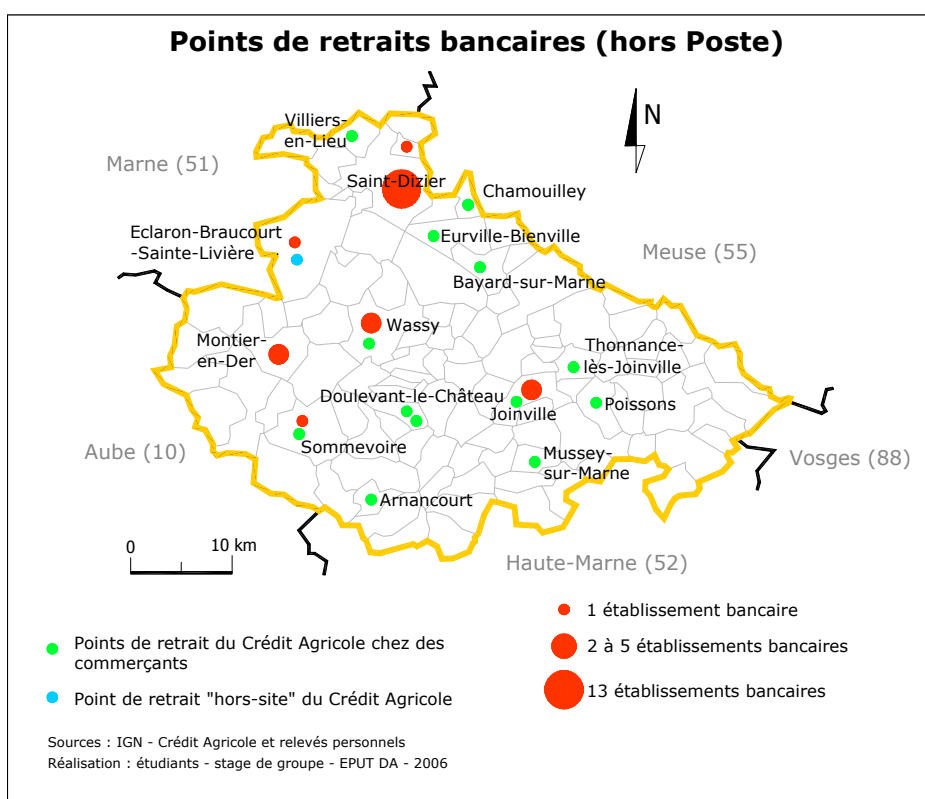 Points de retraits bancaires (hors Poste)
Villiers-
en-Lieu
N
Marne (51)
Saint-Dizier
Chamouilley
Eclaron-Braucourt
-Sainte-Livière
Eurville-Bienville
Meuse (55)
Bayard-sur-Marne
Wassy
Montier-
en-Der
Thonnance-
lès-Joinville
Doulevant-le-Château
Joinville
Poissons
Aube (10)
Sommevoire
Mussey-
sur-Marne
Vosges (88)
Arnancourt
0 10 km
Haute-Marne (52)
1 établissement bancaire
2 à 5 établissements bancaires
13 établissements bancaires
Points de retrait du Crédit Agricole chez des
commerçants
Point de retrait "hors-site" du Crédit Agricole
Sources : IGN - Crédit Agricole et relevés personnels
Réalisation : étudiants - stage de groupe - EPUT DA - 2006